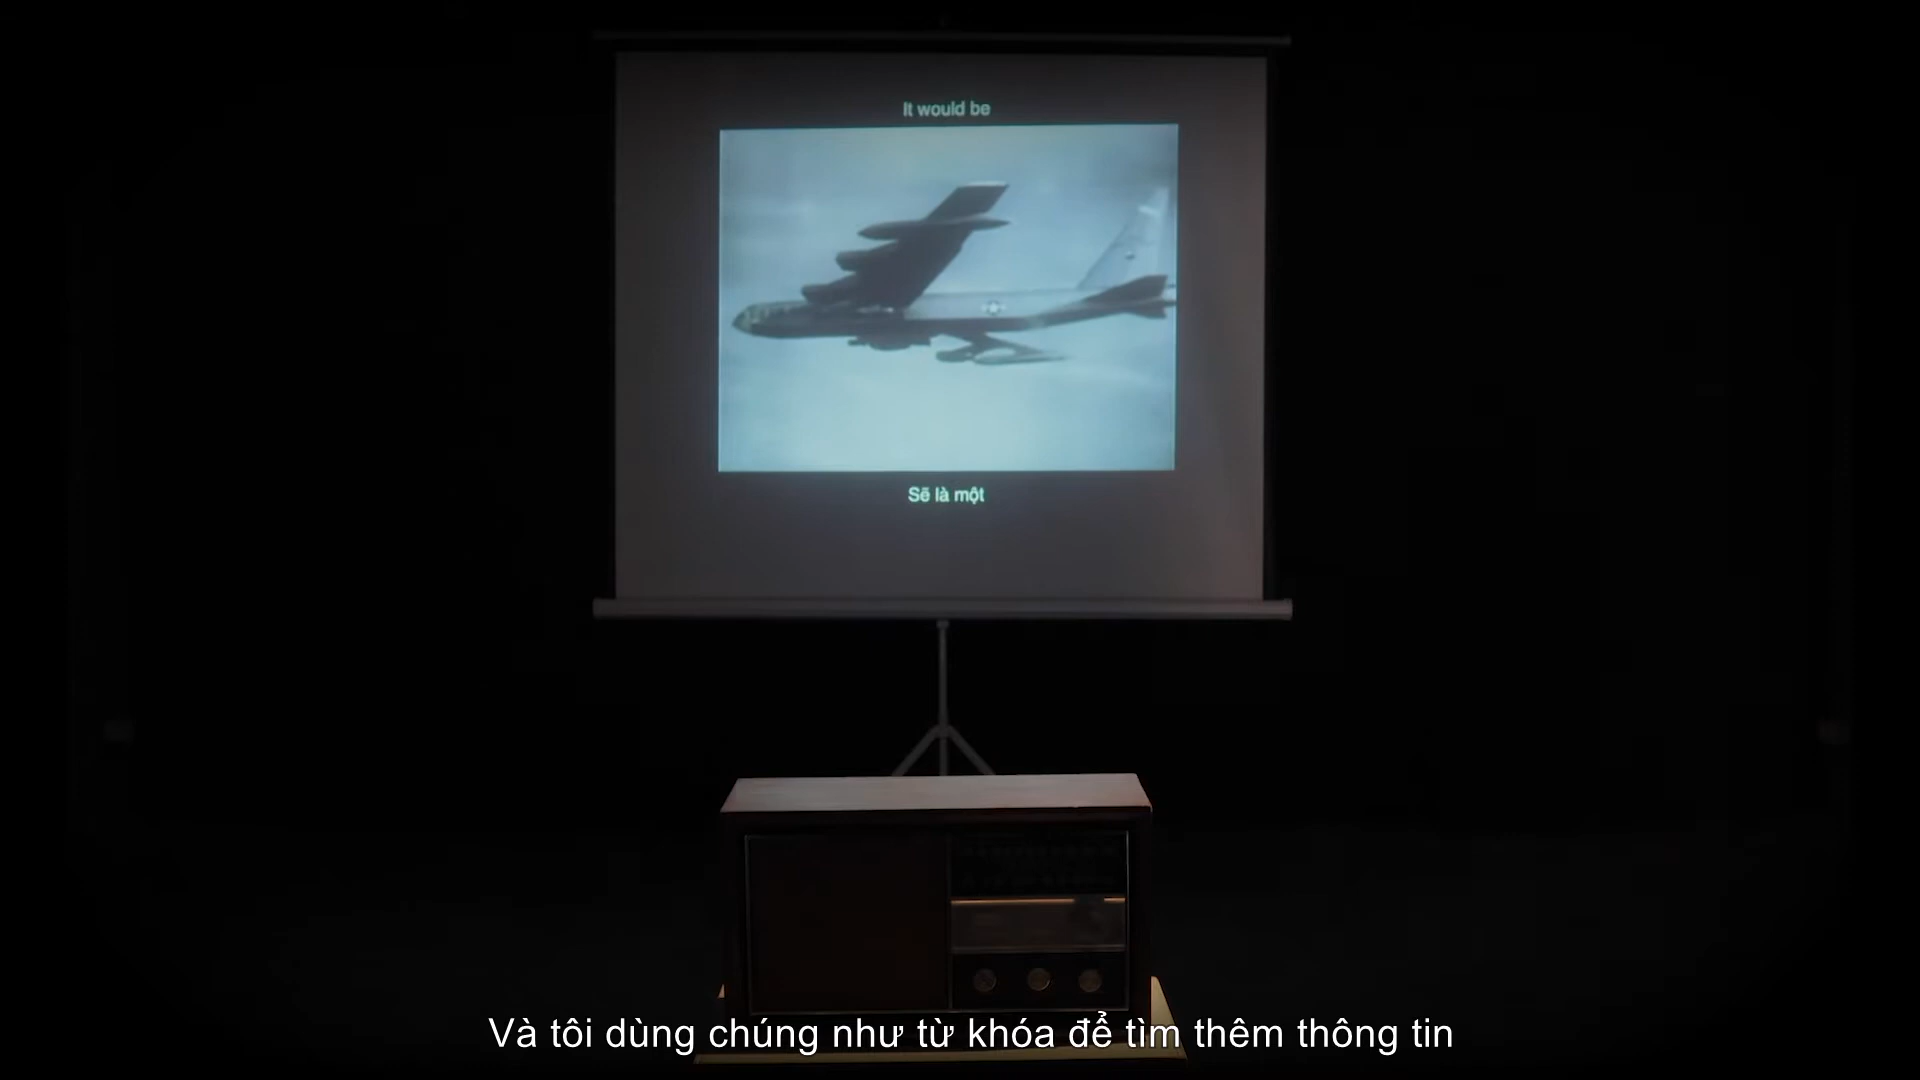 It would be
Sẽ là một
Và tôi dùng chúng như từ khóa để tìm thêm thông tin